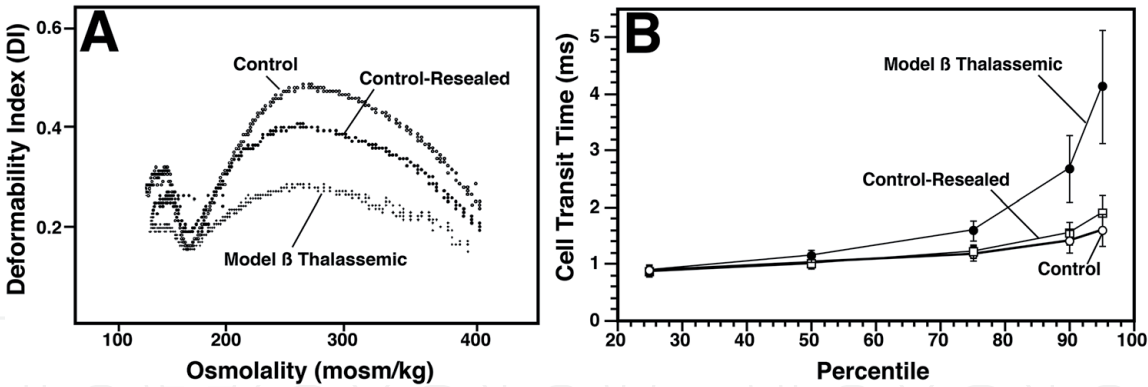 A
Deformability Index (DI)
0.6
0.4
0.2
Control
Control-Resealed
Model ß Thalassemic
100
200
300
400
Osmolality (mosm/kg)
B
Cell Transit Time (ms)
5
4
3
2
1
0
Model ß Thalassemic
Control-Resealed
Control
20
30
40
50
60
70
80
90
100
Percentile